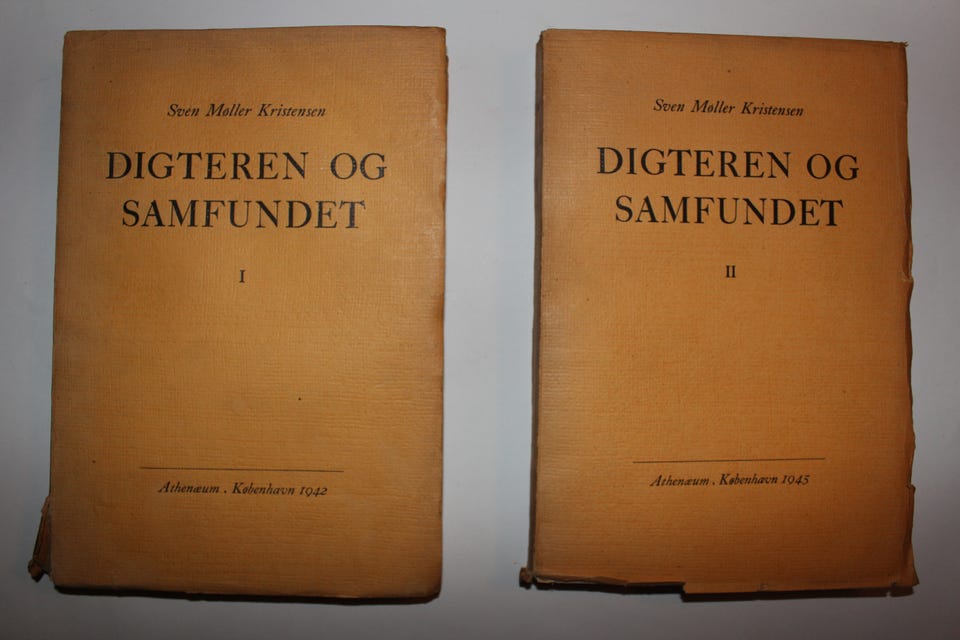 Sven Møller Kristensen
DIGTEREN OG
SAMFUNDET
I
Athenæum . København 1942
Sven Møller Kristensen
DIGTEREN OG
SAMFUNDET
II
Athenæum . København 1945